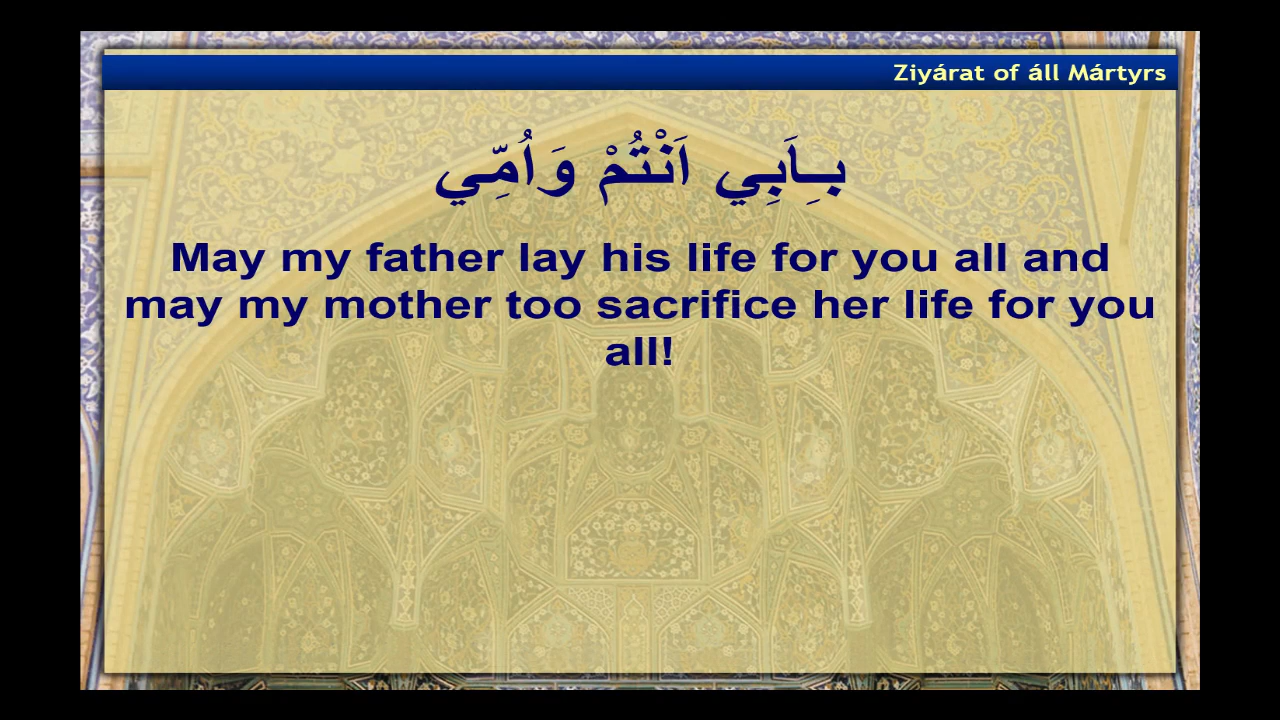 Ziyárat of áll Mártyrs
بِاَبِي اَنْتُمْ وَاُمِّي
May my father lay his life for you all and
may my mother too sacrifice her life for you
all!